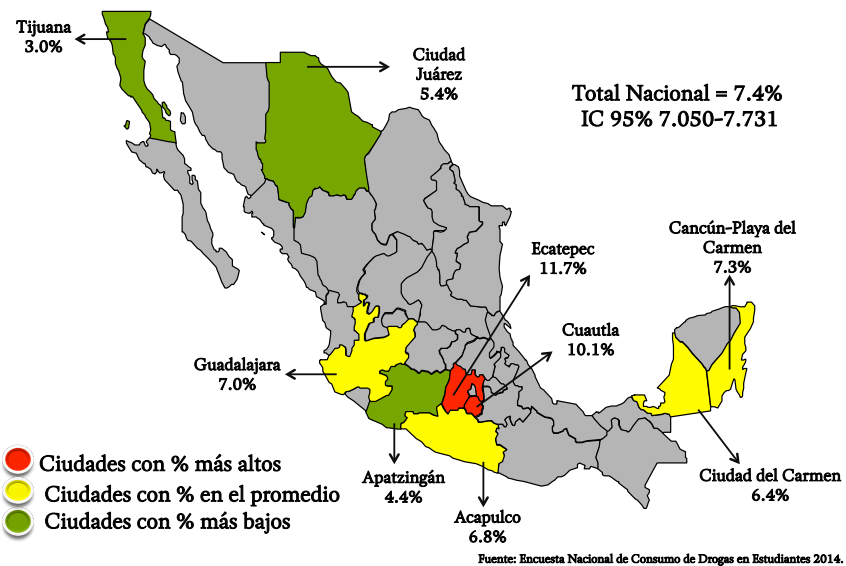 Tijuana
3.0%
Ciudad
Juárez
5.4%
Total Nacional = 7.4%
IC 95% 7.050-7.731
Cancún-Playa del
Carmen
7.3%
Ecatepec
11.7%
Cuautla
10.1%
Guadalajara
7.0%
Ciudades con % más altos
Ciudades con % en el promedio
Ciudades con % más bajos
Apatzingán
4.4%
Acapulco
6.8%
Ciudad del Carmen
6.4%
Fuente: Encuesta Nacional de Consumo de Drogas en Estudiantes 2014.